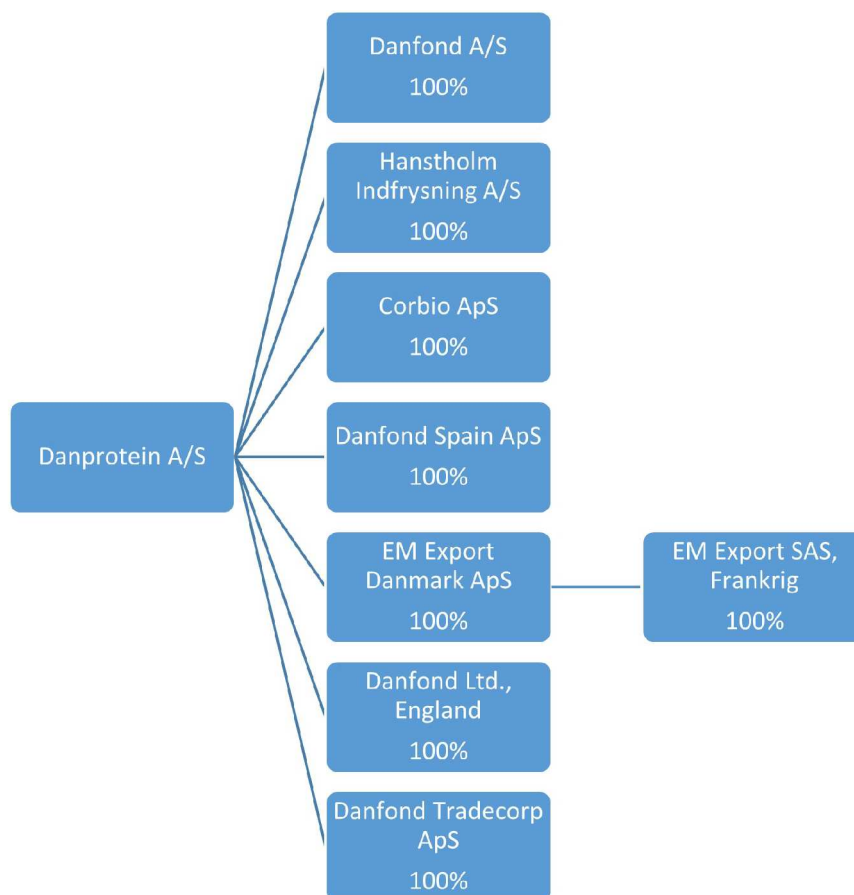 Danfond A/S
100%
Hanstholm
Indfrysning A/S
100%
Corbio ApS
100%
Danprotein A/S
Danfond Spain ApS
100%
EM Export
Danmark ApS
100%
EM Export SAS,
Frankrig
100%
Danfond Ltd.,
England
100%
Danfond Tradecorp
ApS
100%